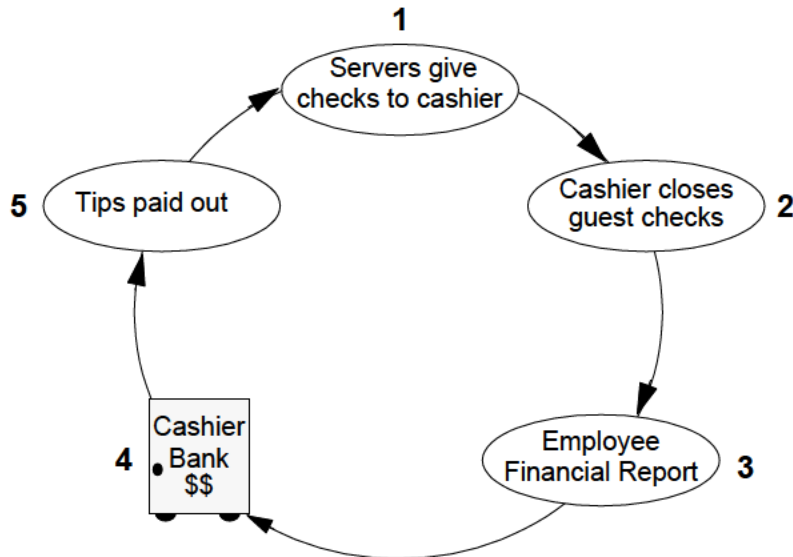 1
Servers give
checks to cashier
2
Cashier closes
guest checks
3
Employee
Financial Report
4
Cashier
Bank
$$
5
Tips paid out